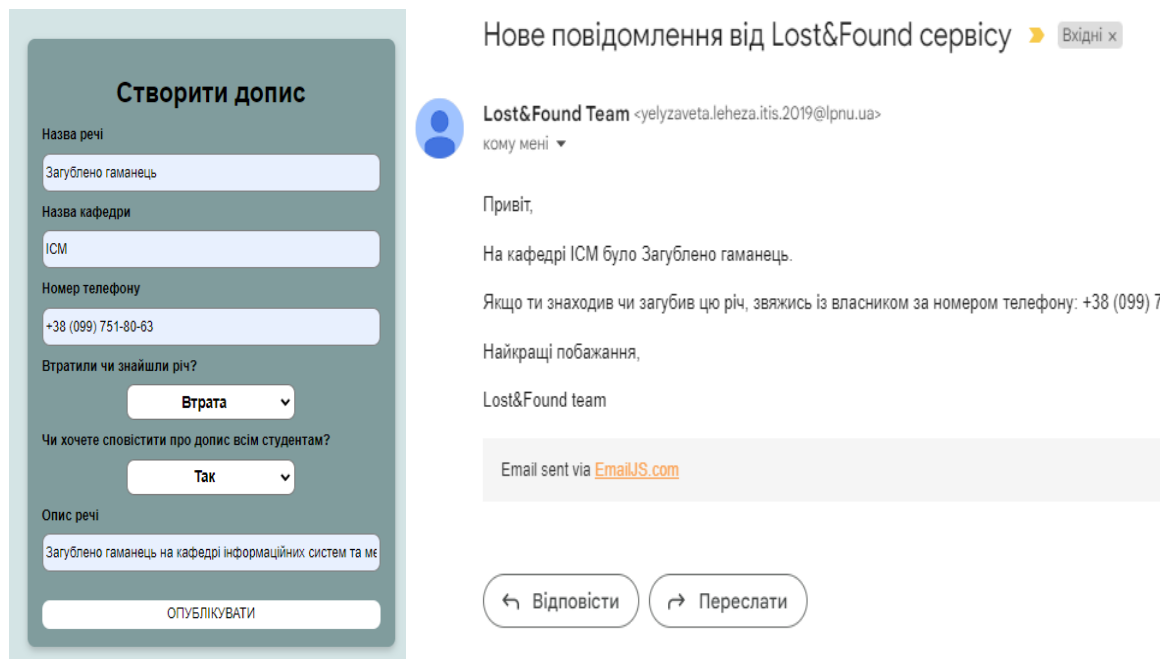 Створити допис
Назва речі
Загублено гаманець
Назва кафедри
ІСМ
Номер телефону
+38 (099) 751-80-63
Втратили чи знайшли річ?
Втрата
Чи хочете сповістити про допис всім студентам?
Так
Опис речі
Загублено гаманець на кафедрі інформаційних систем та ме
ОПУБЛІКУВАТИ
Нове повідомлення від Lost&Found сервісу Вхідні ×
Lost&Found Team <yelyzaveta.leheza.itis.2019@lpnu.ua>
кому мені
Привіт,
На кафедрі ІСМ було Загублено гаманець.
Якщо ти знаходив чи загубив цю річ, звяжись із власником за номером телефону: +38 (099) 7
Найкращі побажання,
Lost&Found team
Email sent via EmailJS.com
Відповісти
Переслати